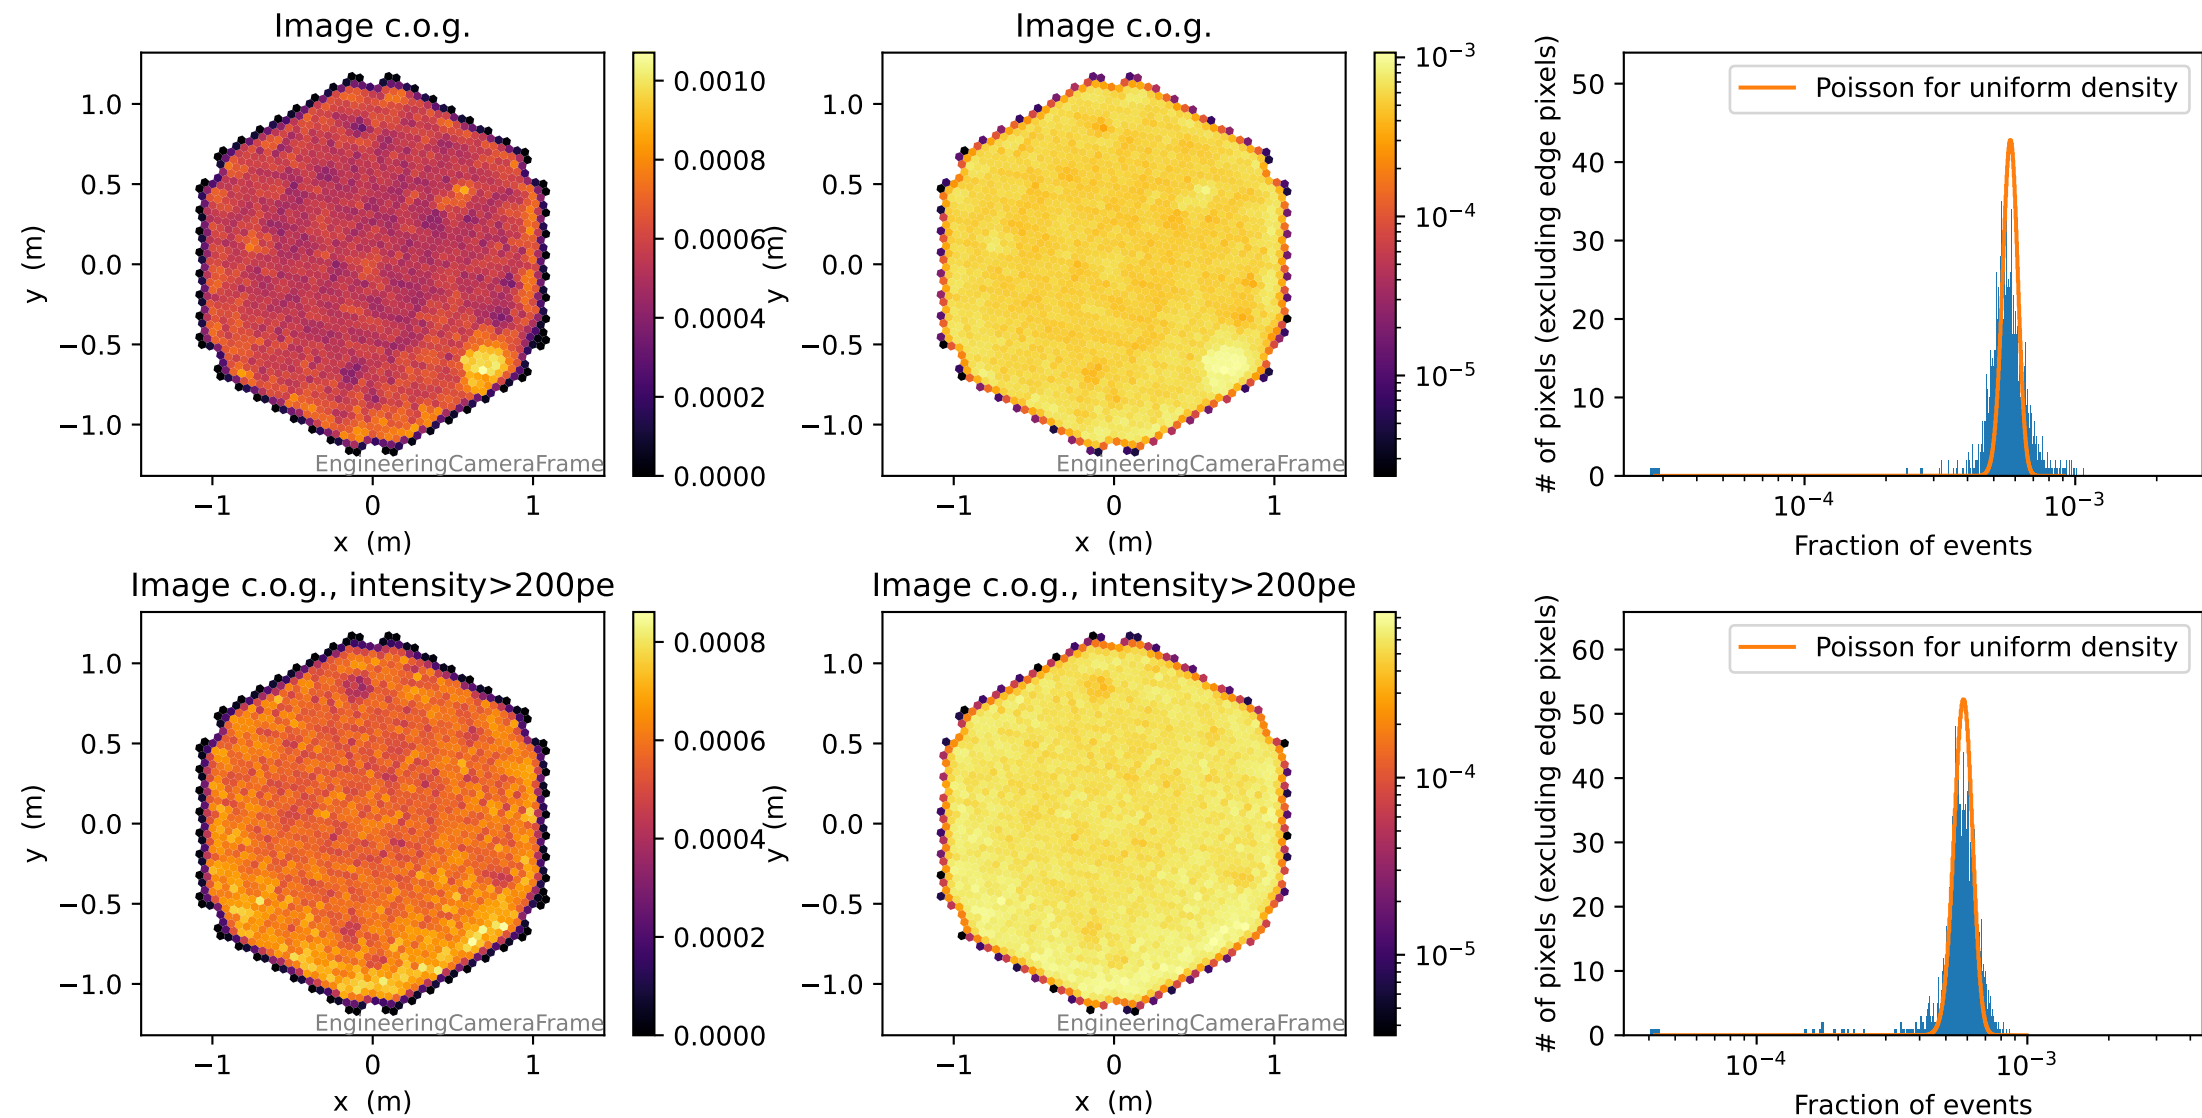 Image c.o.g.
1.0
0.5
0.0
−0.5
−1.0
y (m)
EngineeringCameraFrame
−1
0
1
x (m)
0.0010
0.0008
0.0006
0.0004
0.0002
0.0000
Image c.o.g.
1.0
0.5
0.0
−0.5
−1.0
y (m)
EngineeringCameraFrame
−1
0
1
x (m)
10⁻³
10⁻⁴
10⁻⁵
Poisson for uniform density
50
40
30
20
10
0
# of pixels (excluding edge pixels)
10⁻⁴
10⁻³
Fraction of events
Image c.o.g., intensity>200pe
1.0
0.5
0.0
−0.5
−1.0
y (m)
EngineeringCameraFrame
−1
0
1
x (m)
0.0008
0.0006
0.0004
0.0002
0.0000
Image c.o.g., intensity>200pe
1.0
0.5
0.0
−0.5
−1.0
y (m)
EngineeringCameraFrame
−1
0
1
x (m)
10⁻⁴
10⁻⁵
Poisson for uniform density
60
50
40
30
20
10
0
# of pixels (excluding edge pixels)
10⁻⁴
10⁻³
Fraction of events